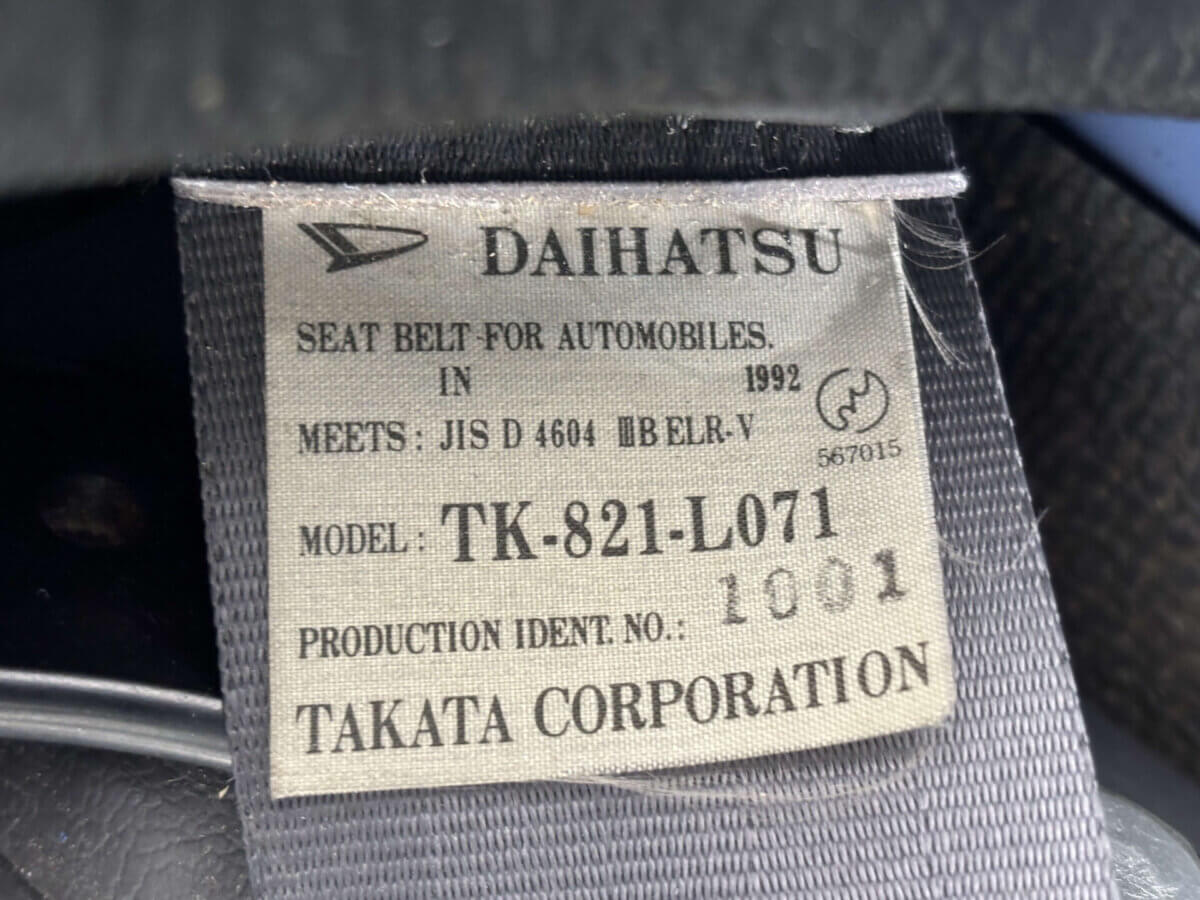 DAIHATSU
SEAT BELT FOR AUTOMOBILES.
IN 1992
MEETS: JIS D 4604 ⅢB ELR-V
567015
MODEL: TK-821-L071
PRODUCTION IDENT. NO.: 1001
TAKATA CORPORATION